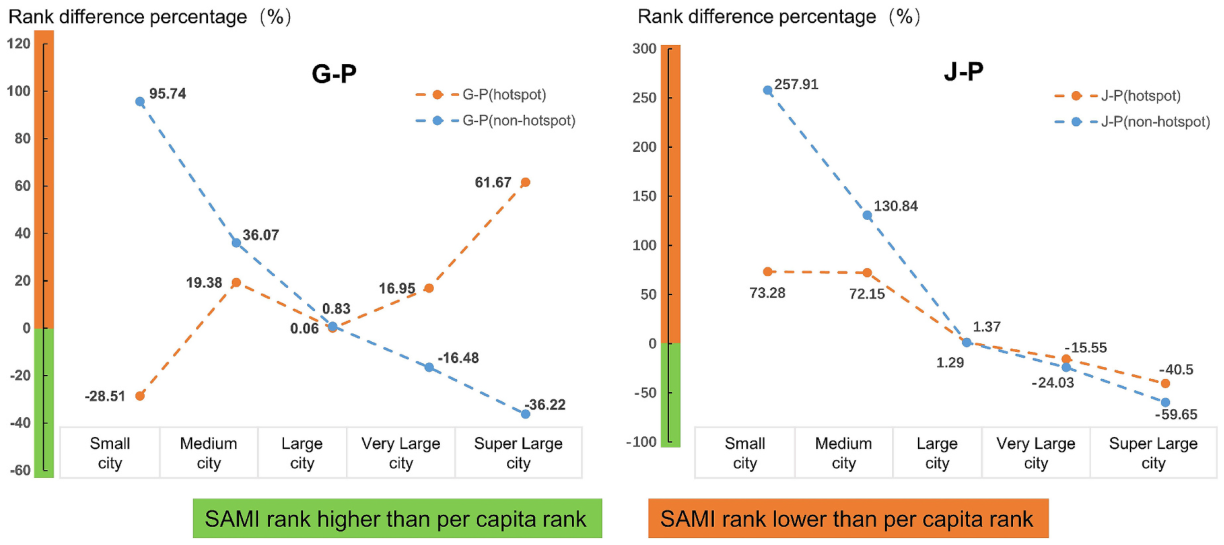 Rank difference percentage（%）
120
100
80
60
40
20
0
-20
-40
-60
G-P
G-P(hotspot)
G-P(non-hotspot)
95.74
36.07
0.83
-16.48
-36.22
-28.51
19.38
0.06
16.95
61.67
Small city
Medium city
Large city
Very Large city
Super Large city
Rank difference percentage（%）
300
250
200
150
100
50
0
-50
-100
J-P
J-P(hotspot)
J-P(non-hotspot)
257.91
130.84
1.37
-24.03
-59.65
73.28
72.15
1.29
-15.55
-40.5
Small city
Medium city
Large city
Very Large city
Super Large city
SAMI rank higher than per capita rank
SAMI rank lower than per capita rank